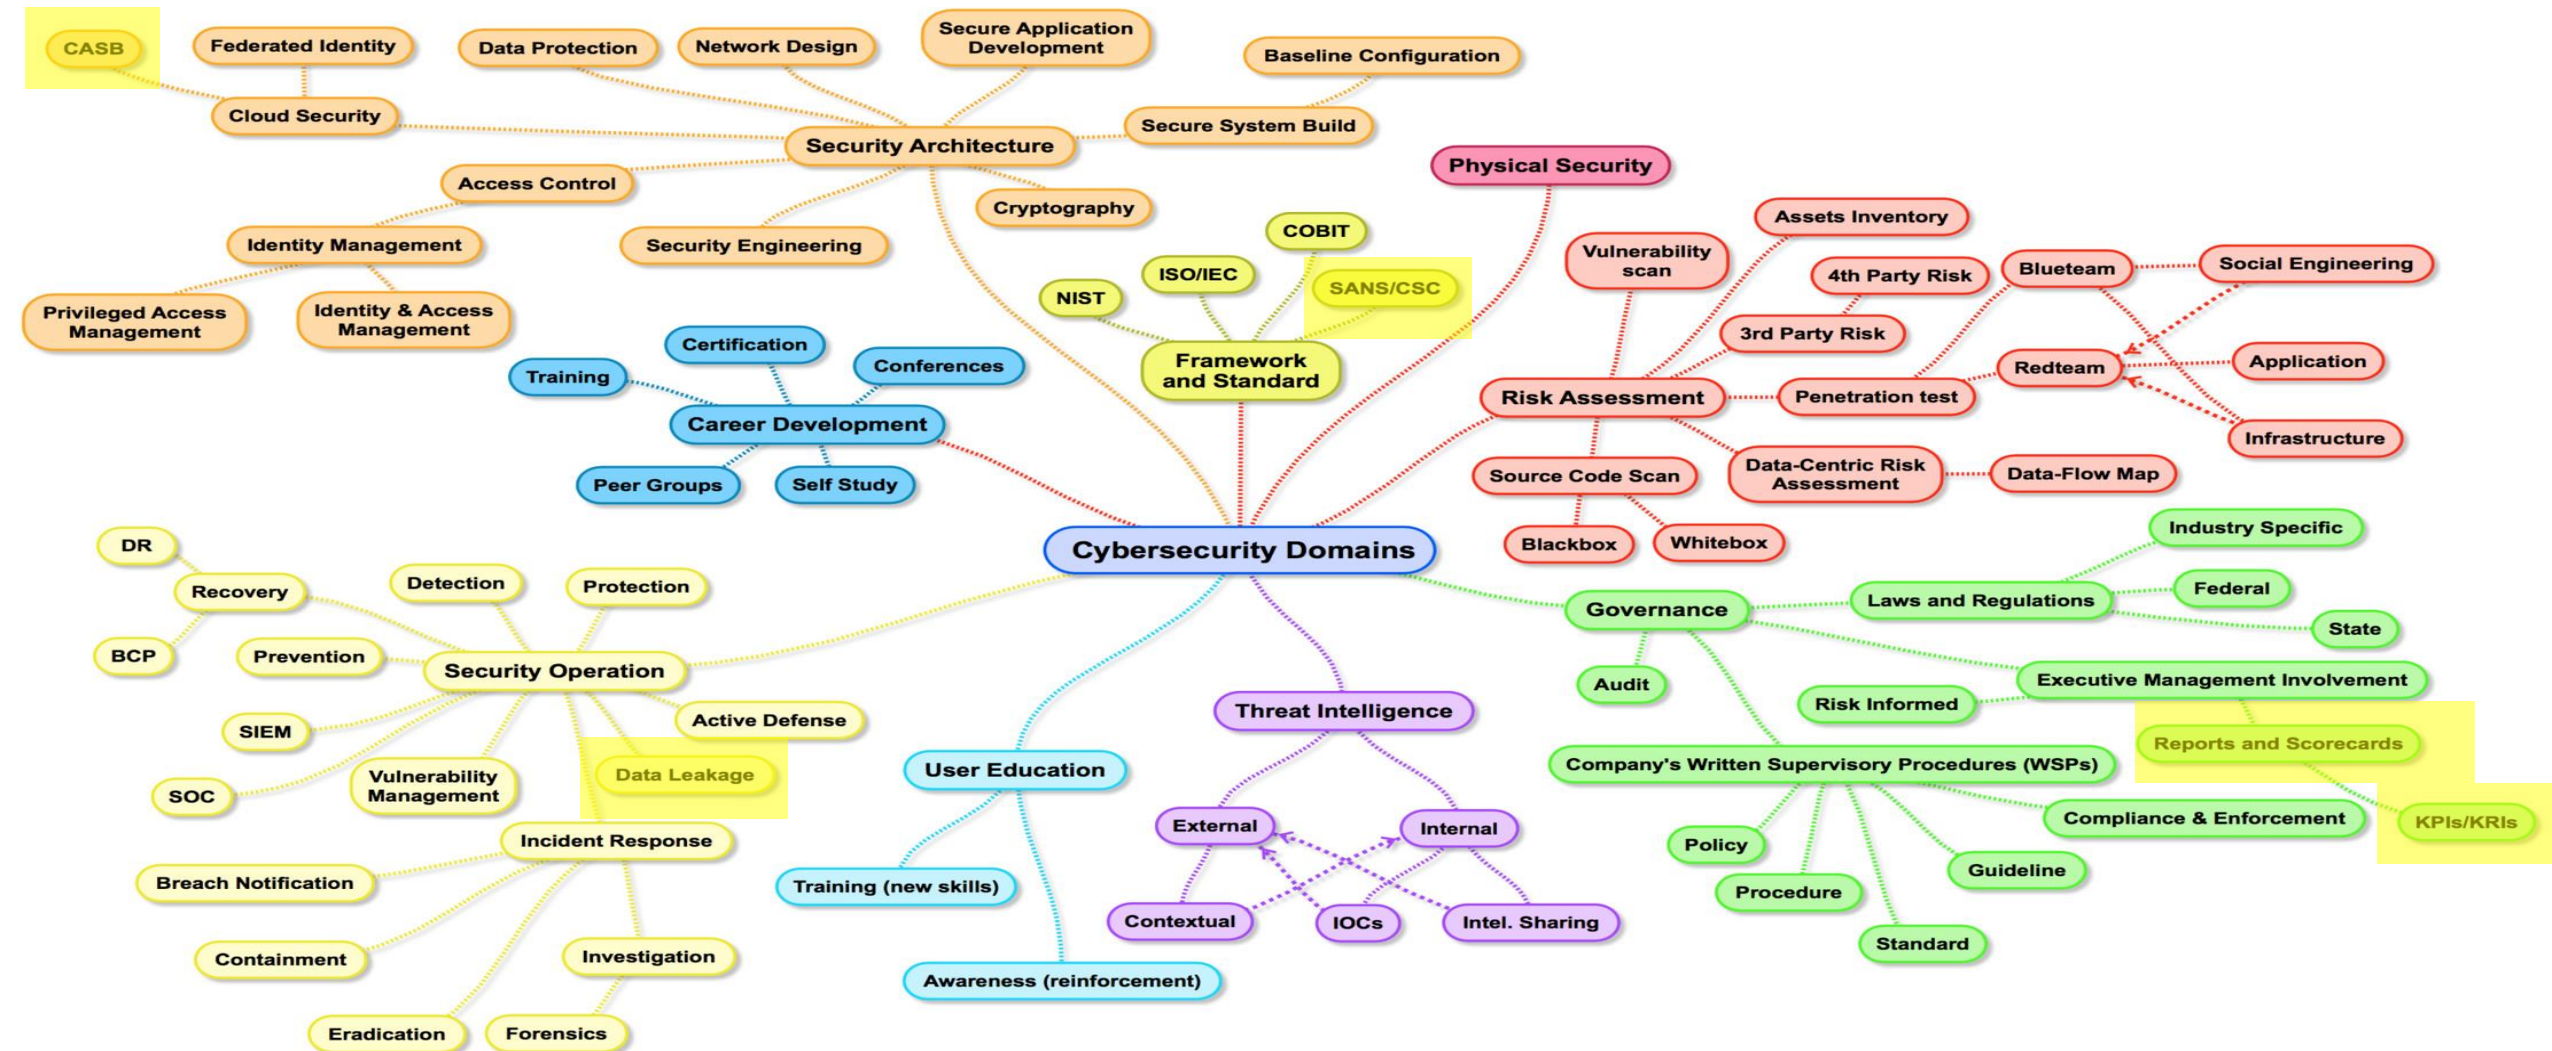 CASB
Federated Identity
Data Protection
Network Design
Secure Application
Development
Baseline Configuration
Cloud Security
Secure System Build
Security Architecture
Physical Security
Access Control
Cryptography
Identity Management
Security Engineering
Privileged Access
Management
Identity & Access
Management
COBIT
ISO/IEC
SANS/CSC
NIST
Framework
and Standard
Assets Inventory
Vulnerability
scan
4th Party Risk
3rd Party Risk
Blueteam
Social Engineering
Redteam
Application
Infrastructure
Risk Assessment
Penetration test
Source Code Scan
Data-Centric Risk
Assessment
Data-Flow Map
Blackbox
Whitebox
Certification
Training
Conferences
Career Development
Peer Groups
Self Study
Cybersecurity Domains
DR
Recovery
Detection
Protection
BCP
Prevention
Security Operation
SIEM
Active Defense
SOC
Vulnerability
Management
Data Leakage
Incident Response
Breach Notification
Containment
Investigation
Eradication
Forensics
User Education
Training (new skills)
Awareness (reinforcement)
Threat Intelligence
External
Internal
Contextual
IOCs
Intel. Sharing
Industry Specific
Governance
Laws and Regulations
Federal
State
Audit
Executive Management Involvement
Risk Informed
Reports and Scorecards
Company's Written Supervisory Procedures (WSPs)
KPIs/KRIs
Compliance & Enforcement
Policy
Guideline
Procedure
Standard